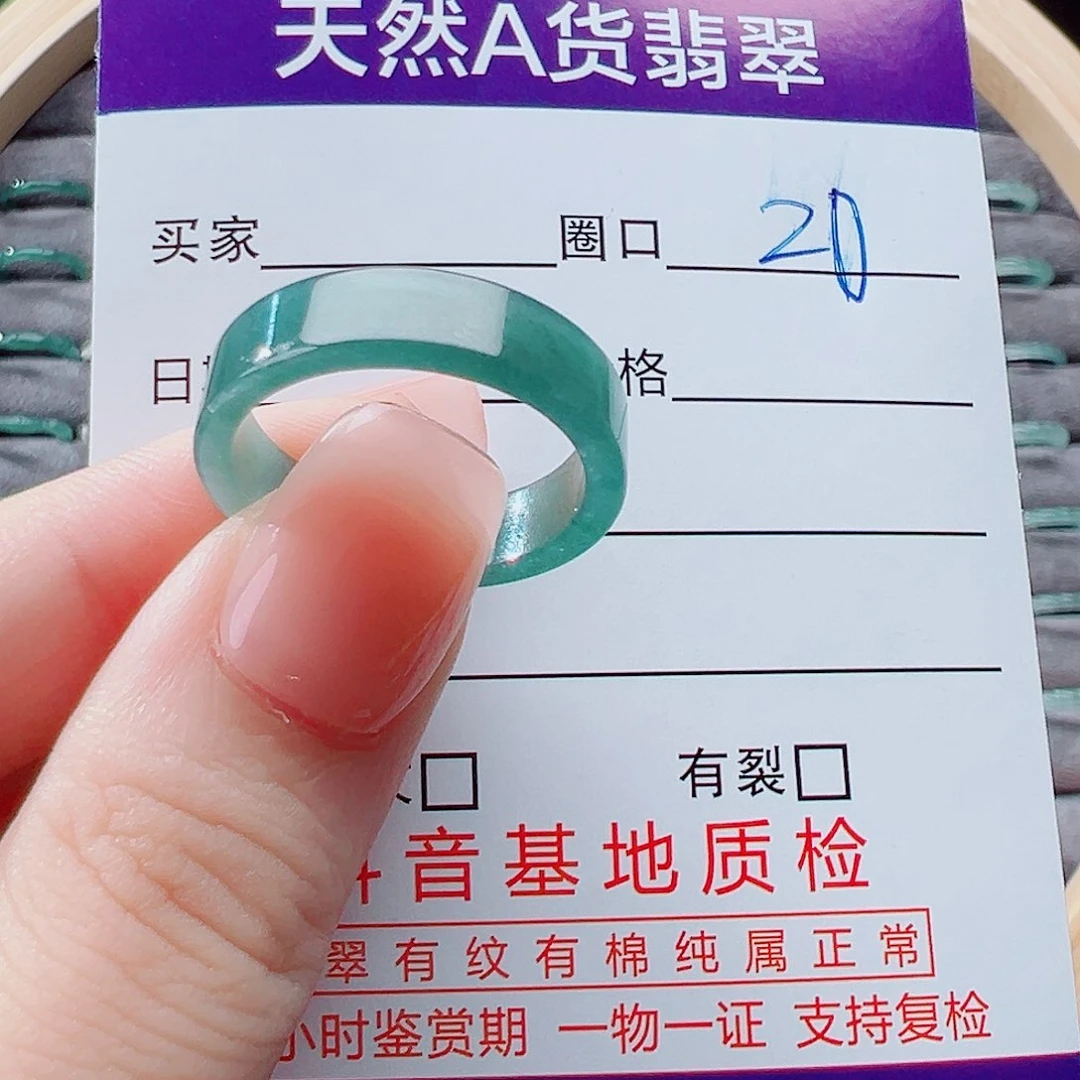 天然A货翡翠
买家 圈口 20
日 格
有裂
音基地质检
翠有纹有棉纯属正常
小时鉴赏期 一物一证 支持复检